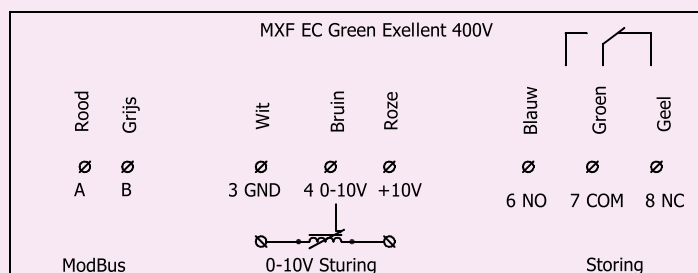 MXF EC Green Exellent 400V
Rood Grijs Wit Bruin Roze Blauw Groen Geel
A B 3 GND 4 0-10V +10V 6 NO 7 COM 8 NC
ModBus 0-10V Sturing Storing